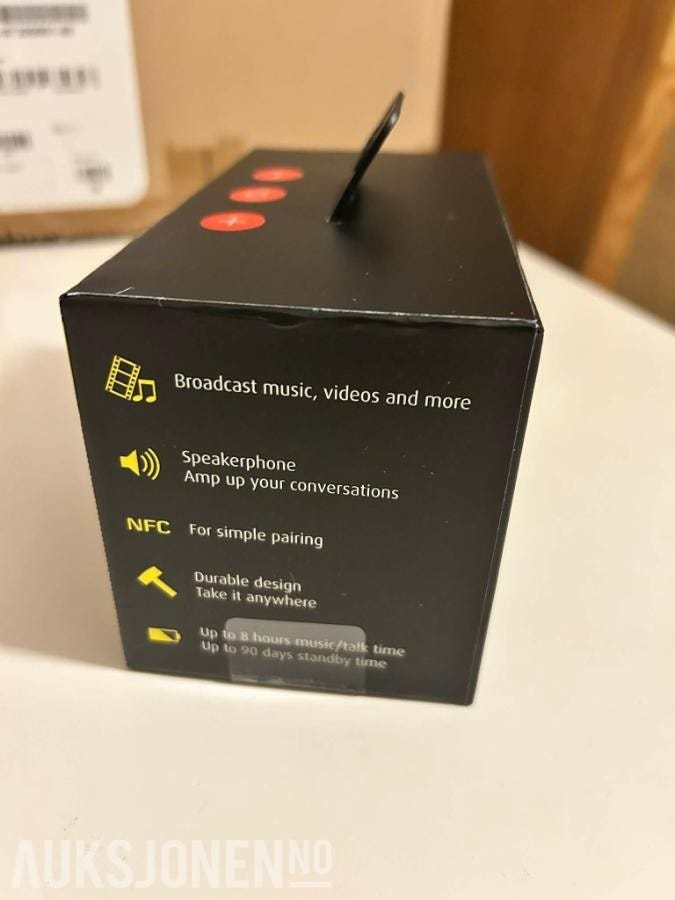 Broadcast music, videos and more
Speakerphone
Amp up your conversations
NFC For simple pairing
Durable design
Take it anywhere
Up to 8 hours music/talk time
Up to 90 days standby time
AUKSJONEN NO